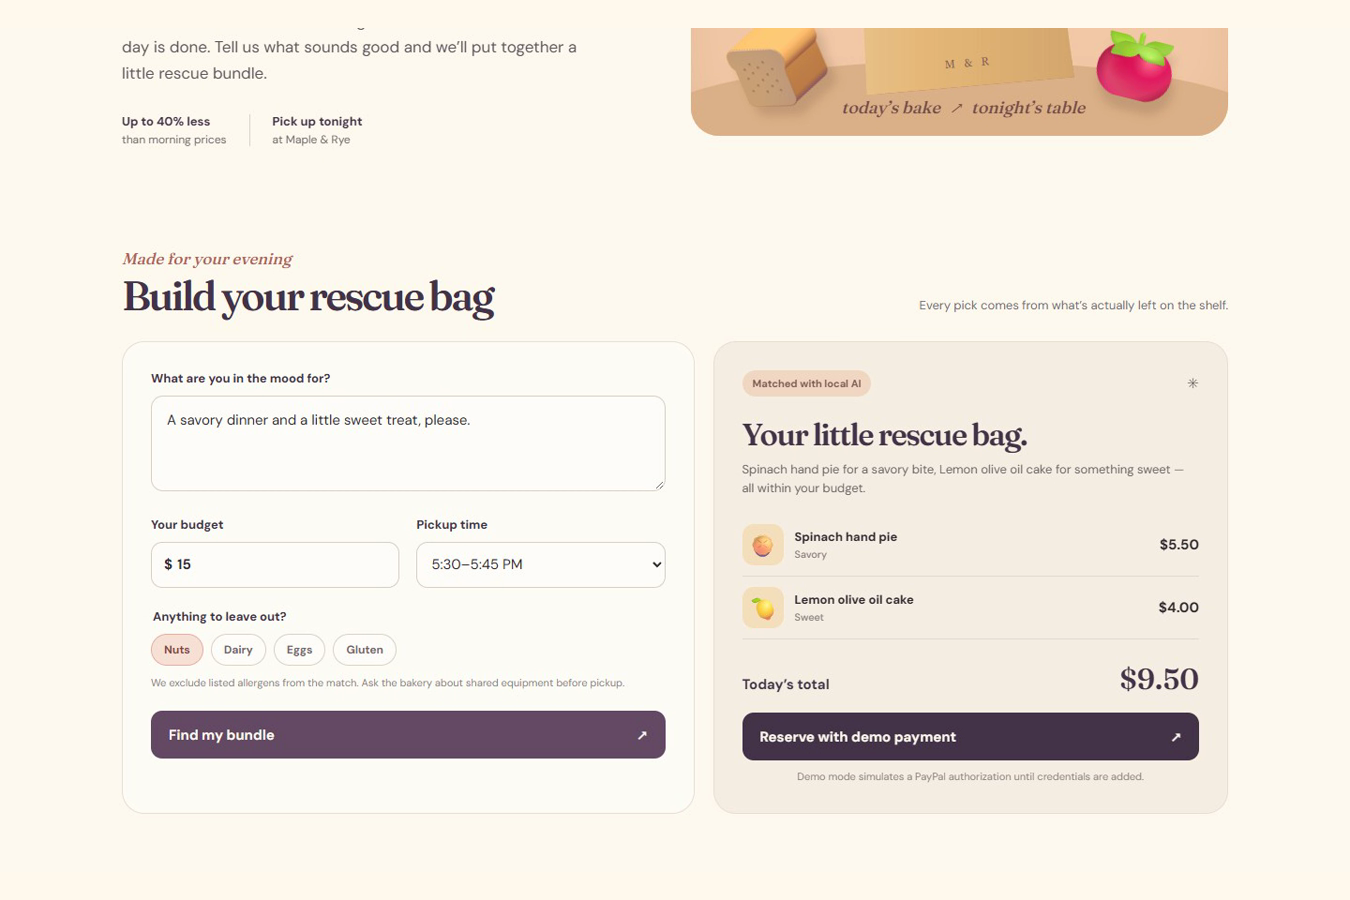 day is done. Tell us what sounds good and we’ll put together a
little rescue bundle.
Up to 40% less
than morning prices
Pick up tonight
at Maple & Rye
M & R
today’s bake ↗ tonight’s table
Made for your evening
Build your rescue bag
Every pick comes from what’s actually left on the shelf.
What are you in the mood for?
A savory dinner and a little sweet treat, please.
Your budget
$ 15
Pickup time
5:30–5:45 PM
Anything to leave out?
Nuts
Dairy
Eggs
Gluten
We exclude listed allergens from the match. Ask the bakery about shared equipment before pickup.
Find my bundle ↗
Matched with local AI
Your little rescue bag.
Spinach hand pie for a savory bite, Lemon olive oil cake for something sweet —
all within your budget.
Spinach hand pie
Savory
$5.50
Lemon olive oil cake
Sweet
$4.00
Today’s total
$9.50
Reserve with demo payment ↗
Demo mode simulates a PayPal authorization until credentials are added.